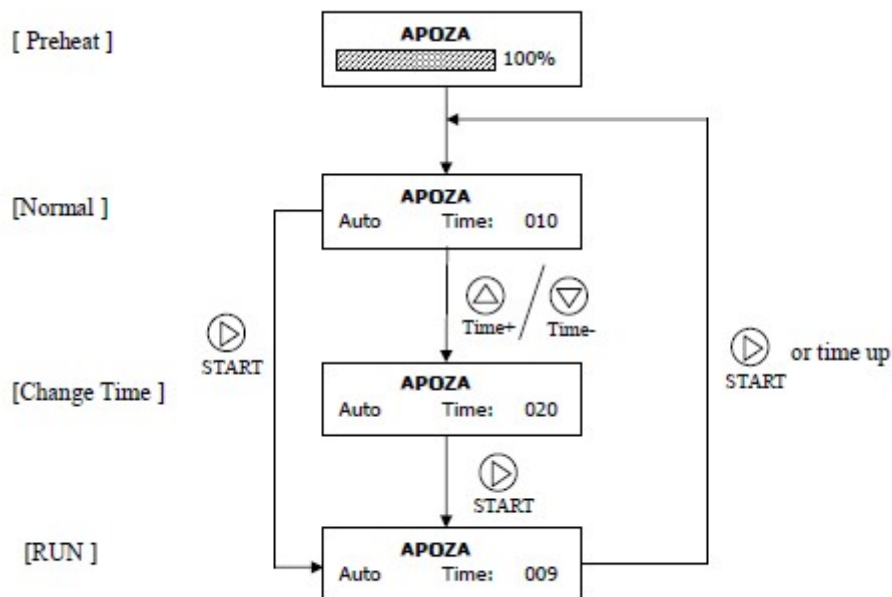 [ Preheat ]
APOZA
100%
[Normal ]
APOZA
Auto Time: 010
Time+ Time-
START
START or time up
[Change Time ]
APOZA
Auto Time: 020
START
[RUN ]
APOZA
Auto Time: 009